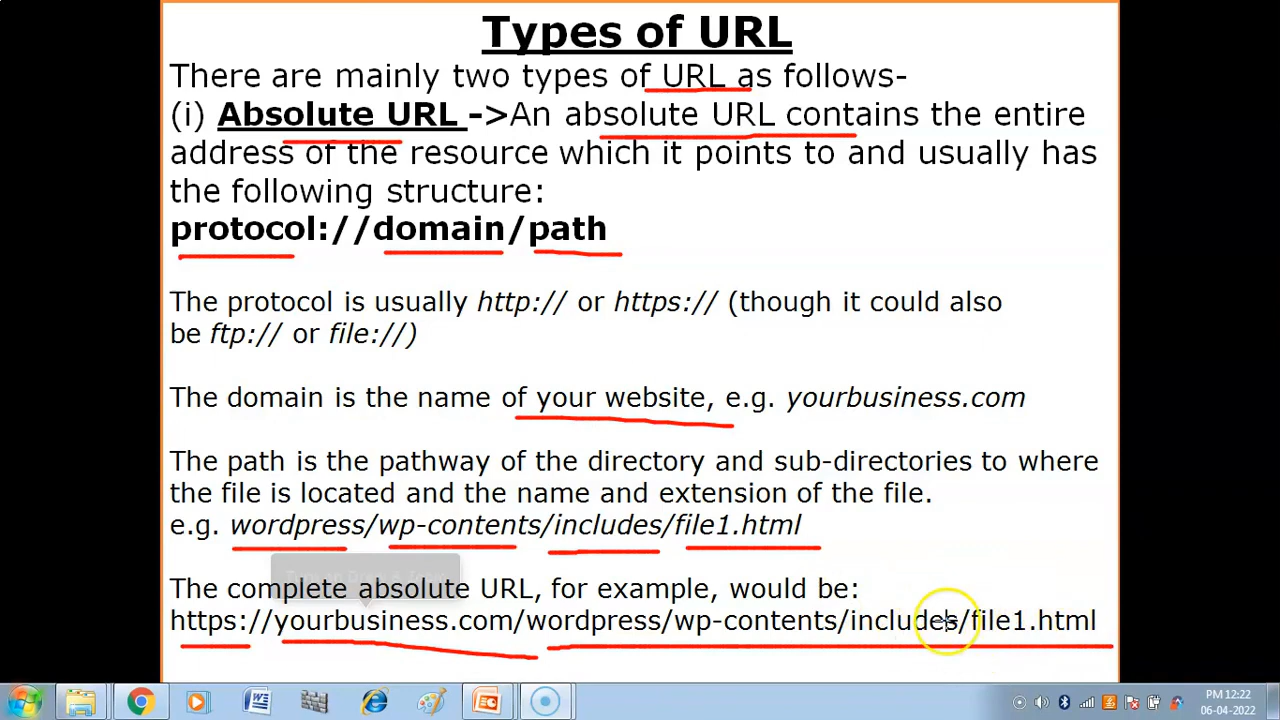 Types of URL
There are mainly two types of URL as follows-
(i) Absolute URL ->An absolute URL contains the entire
address of the resource which it points to and usually has
the following structure:
protocol://domain/path
The protocol is usually http:// or https:// (though it could also
be ftp:// or file://)
The domain is the name of your website, e.g. yourbusiness.com
The path is the pathway of the directory and sub-directories to where
the file is located and the name and extension of the file.
e.g. wordpress/wp-contents/includes/file1.html
The complete absolute URL, for example, would be:
https://yourbusiness.com/wordpress/wp-contents/includes/file1.html
PM 12:22
06-04-2022